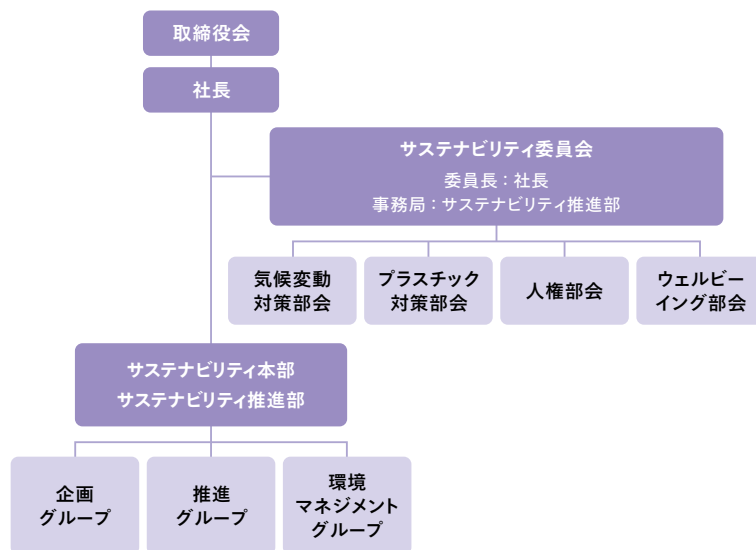 取締役会
社長
サステナビリティ委員会
委員長：社長
事務局：サステナビリティ推進部
気候変動
対策部会
プラスチック
対策部会
人権部会
ウェルビー
イング部会
サステナビリティ本部
サステナビリティ推進部
企画
グループ
推進
グループ
環境
マネジメント
グループ